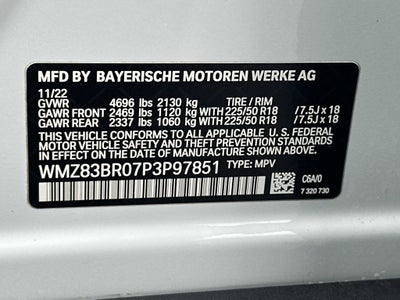 MFD BY BAYERISCHE MOTOREN WERKE AG
11/22
GVWR 4696 lbs 2130 kg TIRE / RIM
GAWR FRONT 2469 lbs 1120 kg WITH 225/50 R18 / 7.5J x 18
GAWR REAR 2337 lbs 1060 kg WITH 225/50 R18 / 7.5J x 18
THIS VEHICLE CONFORMS TO ALL APPLICABLE U.S. FEDERAL
MOTOR VEHICLE SAFETY STANDARDS IN EFFECT
ON THE DATE OF MANUFACTURE SHOWN ABOVE.
WMZ83BR07P3P97851 TYPE: MPV
C6A/0
7 320 730